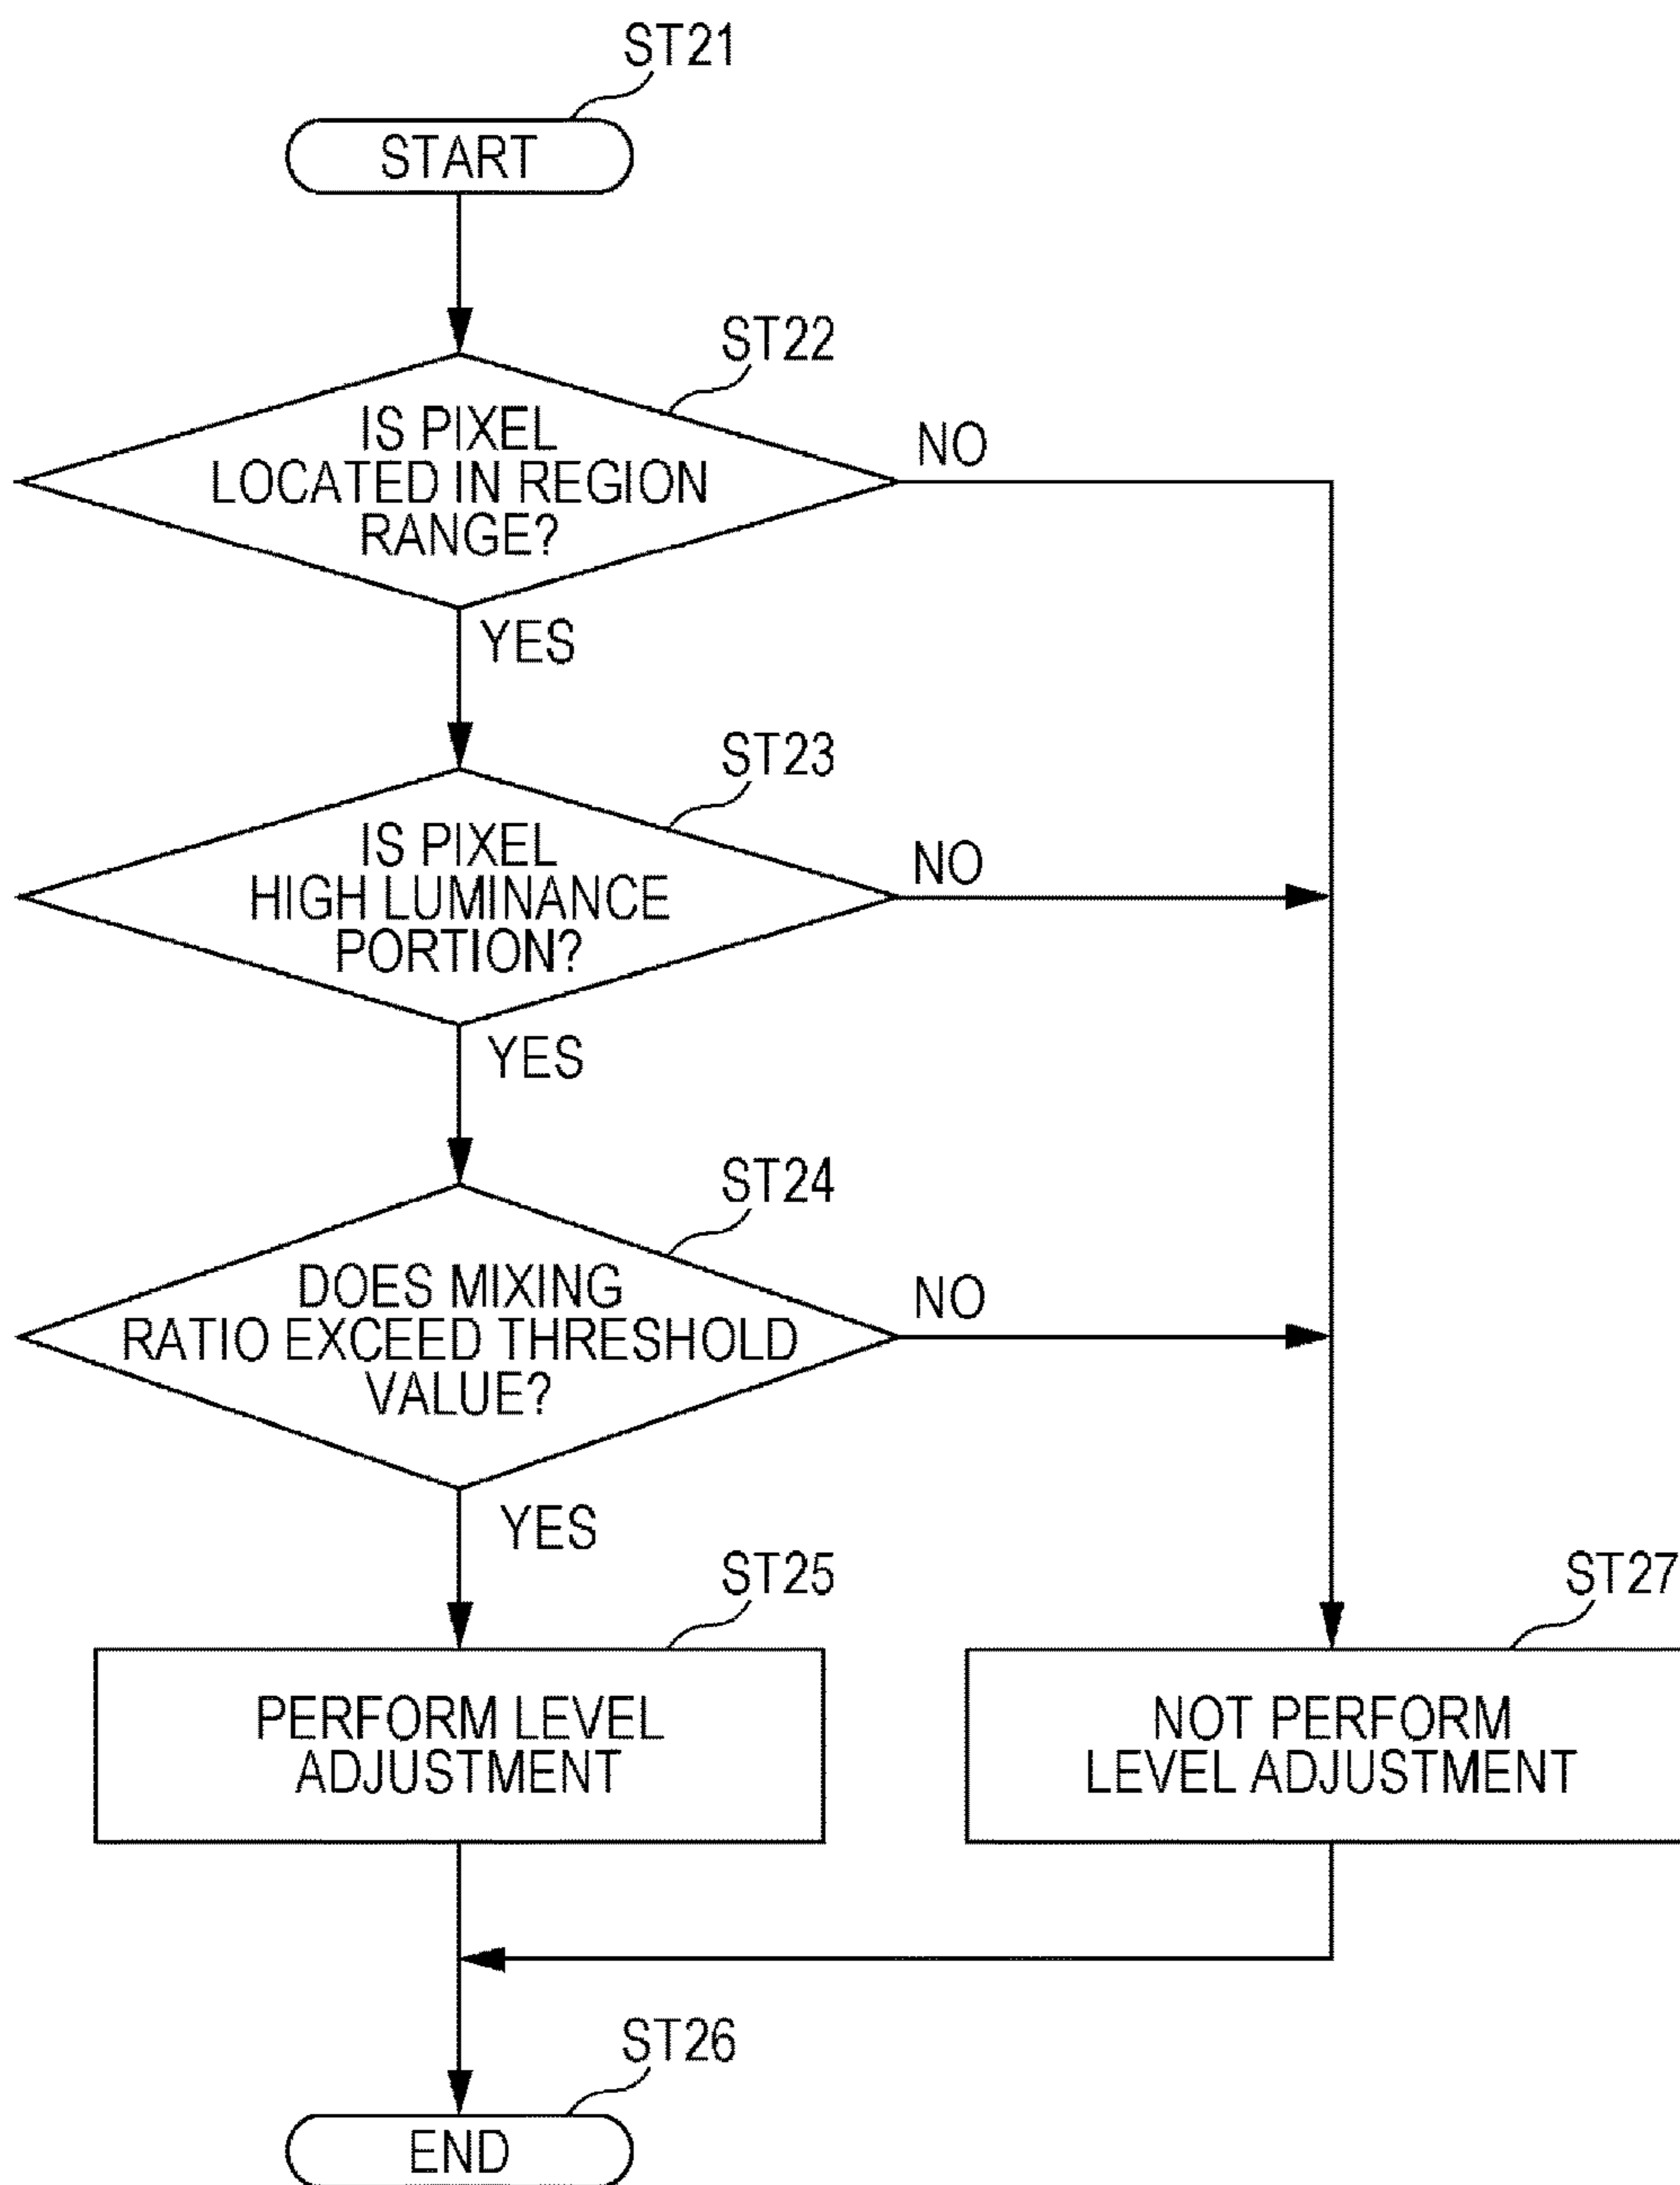 ST21
START
ST22
IS PIXEL
LOCATED IN REGION
RANGE?
NO
YES
ST23
IS PIXEL
HIGH LUMINANCE
PORTION?
NO
YES
ST24
DOES MIXING
RATIO EXCEED THRESHOLD
VALUE?
NO
YES
ST25
PERFORM LEVEL
ADJUSTMENT
ST27
NOT PERFORM
LEVEL ADJUSTMENT
ST26
END